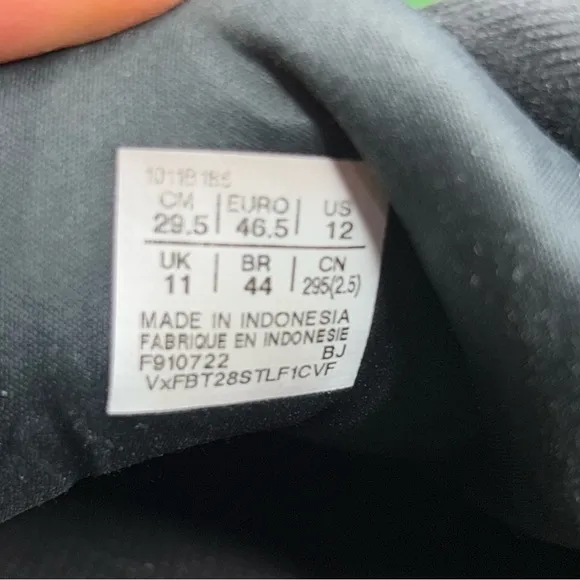 1011B185
CM | EURO | US
29.5 | 46.5 | 12
UK | BR | CN
11 | 44 | 295(2.5)
MADE IN INDONESIA
FABRIQUE EN INDONESIE
F910722 BJ
VxFBT28STLF1CVF